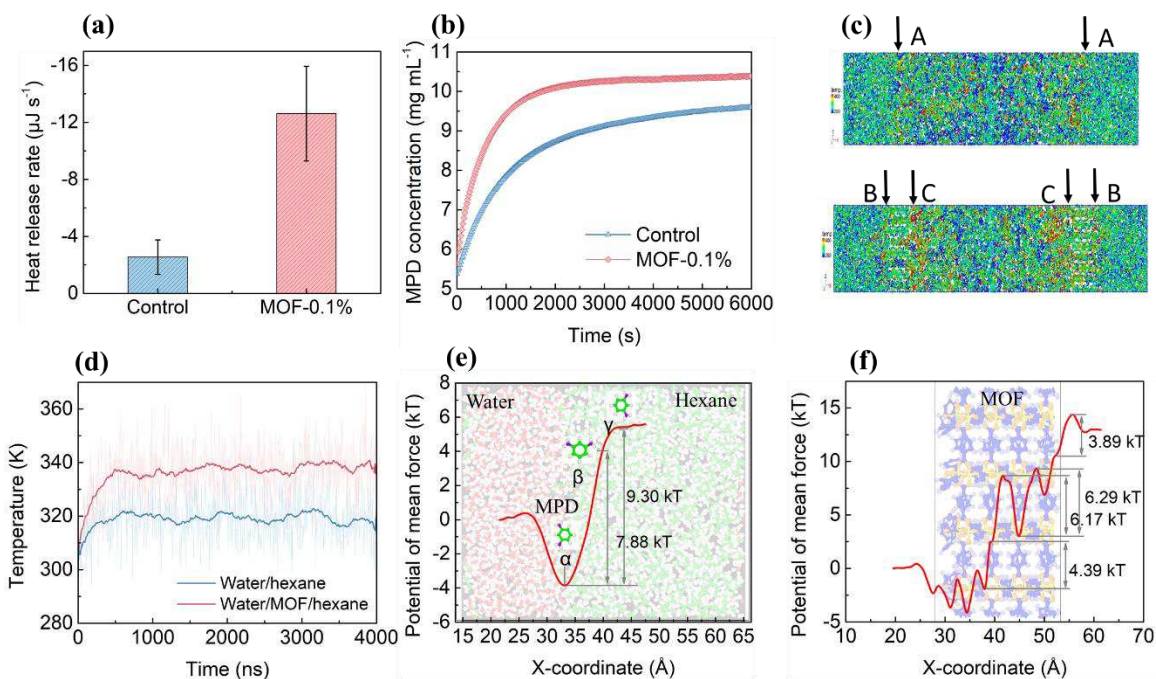 (a)
-16
-12
-8
-4
0
Heat release rate (µJ s⁻¹)
Control
MOF-0.1%
(b)
11
10
9
8
7
6
5
MPD concentration (mg mL⁻¹)
Control
MOF-0.1%
0 1000 2000 3000 4000 5000 6000
Time (s)
(c)
A A
B C C B
(d)
360
340
320
300
280
Temperature (K)
Water/hexane
Water/MOF/hexane
0 1000 2000 3000 4000
Time (ns)
(e)
8
6
4
2
0
-2
-4
-6
Potential of mean force (kT)
Water
Hexane
γ
β
MPD
α
9.30 kT
7.88 kT
15 20 25 30 35 40 45 50 55 60 65
X-coordinate (Å)
(f)
15
10
5
0
-5
Potential of mean force (kT)
MOF
3.89 kT
6.29 kT
6.17 kT
4.39 kT
10 20 30 40 50 60 70
X-coordinate (Å)